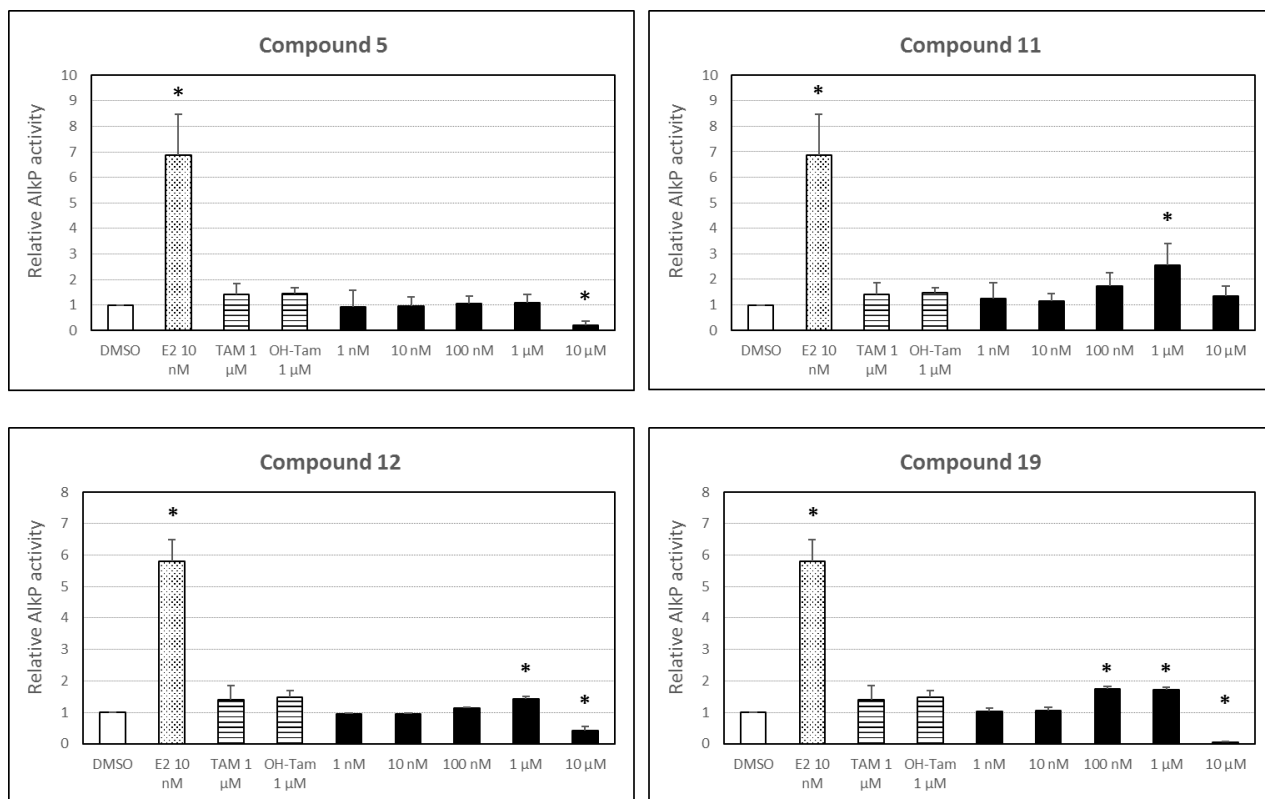 Compound 5
Relative AlkP activity
10
9
8
7
6
5
4
3
2
1
0
*
*
DMSO E2 10 TAM 1 OH-Tam 1 nM 10 nM 100 nM 1 µM 10 µM
nM µM 1 µM
Compound 11
Relative AlkP activity
10
9
8
7
6
5
4
3
2
1
0
*
*
DMSO E2 10 TAM 1 OH-Tam 1 nM 10 nM 100 nM 1 µM 10 µM
nM µM 1 µM
Compound 12
Relative AlkP activity
8
7
6
5
4
3
2
1
0
*
*
*
DMSO E2 10 TAM 1 OH-Tam 1 nM 10 nM 100 nM 1 µM 10 µM
nM µM 1 µM
Compound 19
Relative AlkP activity
8
7
6
5
4
3
2
1
0
*
* * *
DMSO E2 10 TAM 1 OH-Tam 1 nM 10 nM 100 nM 1 µM 10 µM
nM µM 1 µM